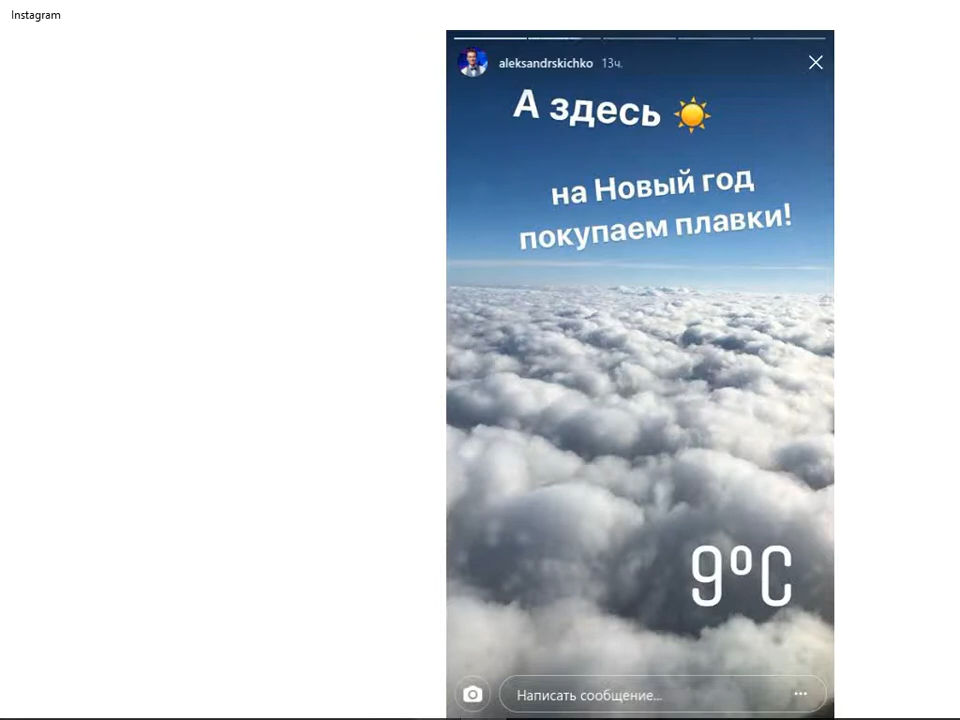 Instagram
aleksandrskichko 13ч.
А здесь ☀️
на Новый год
покупаем плавки!
9°C
Написать сообщение...